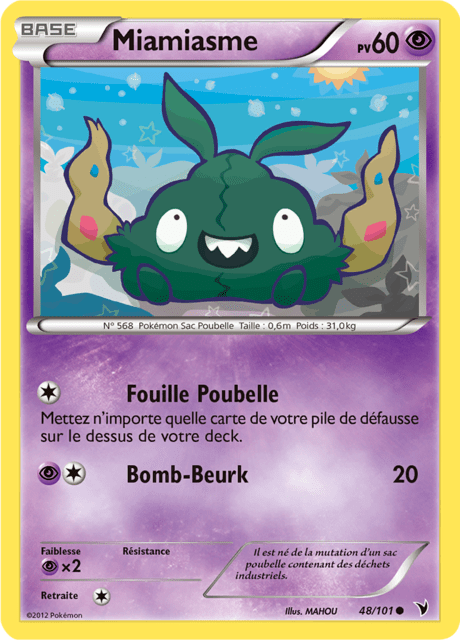 BASE
Miamiasme
PV60
N° 568 Pokémon Sac Poubelle Taille : 0,6m Poids : 31,0kg
Fouille Poubelle
Mettez n'importe quelle carte de votre pile de défausse
sur le dessus de votre deck.
Bomb-Beurk 20
Faiblesse
×2
Résistance
Il est né de la mutation d'un sac
poubelle contenant des déchets
industriels.
Retraite
©2012 Pokémon
Illus. MAHOU
48/101